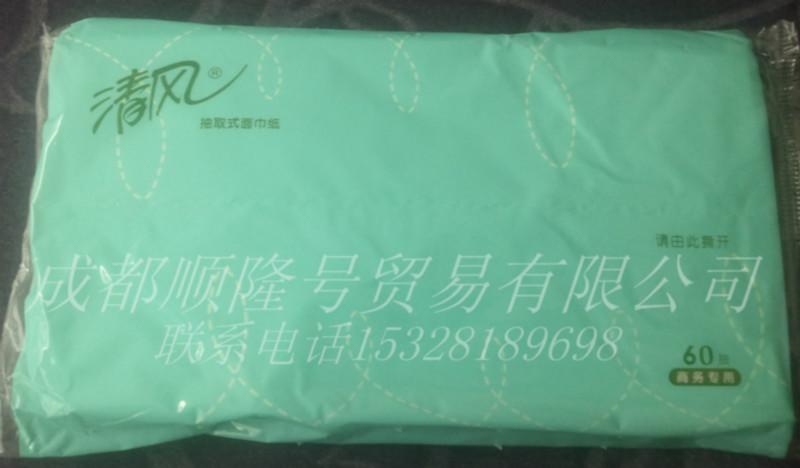 清风®
抽取式面巾纸
请由此撕开
成都顺隆号贸易有限公司
联系电话15328189698
60抽
商务专用